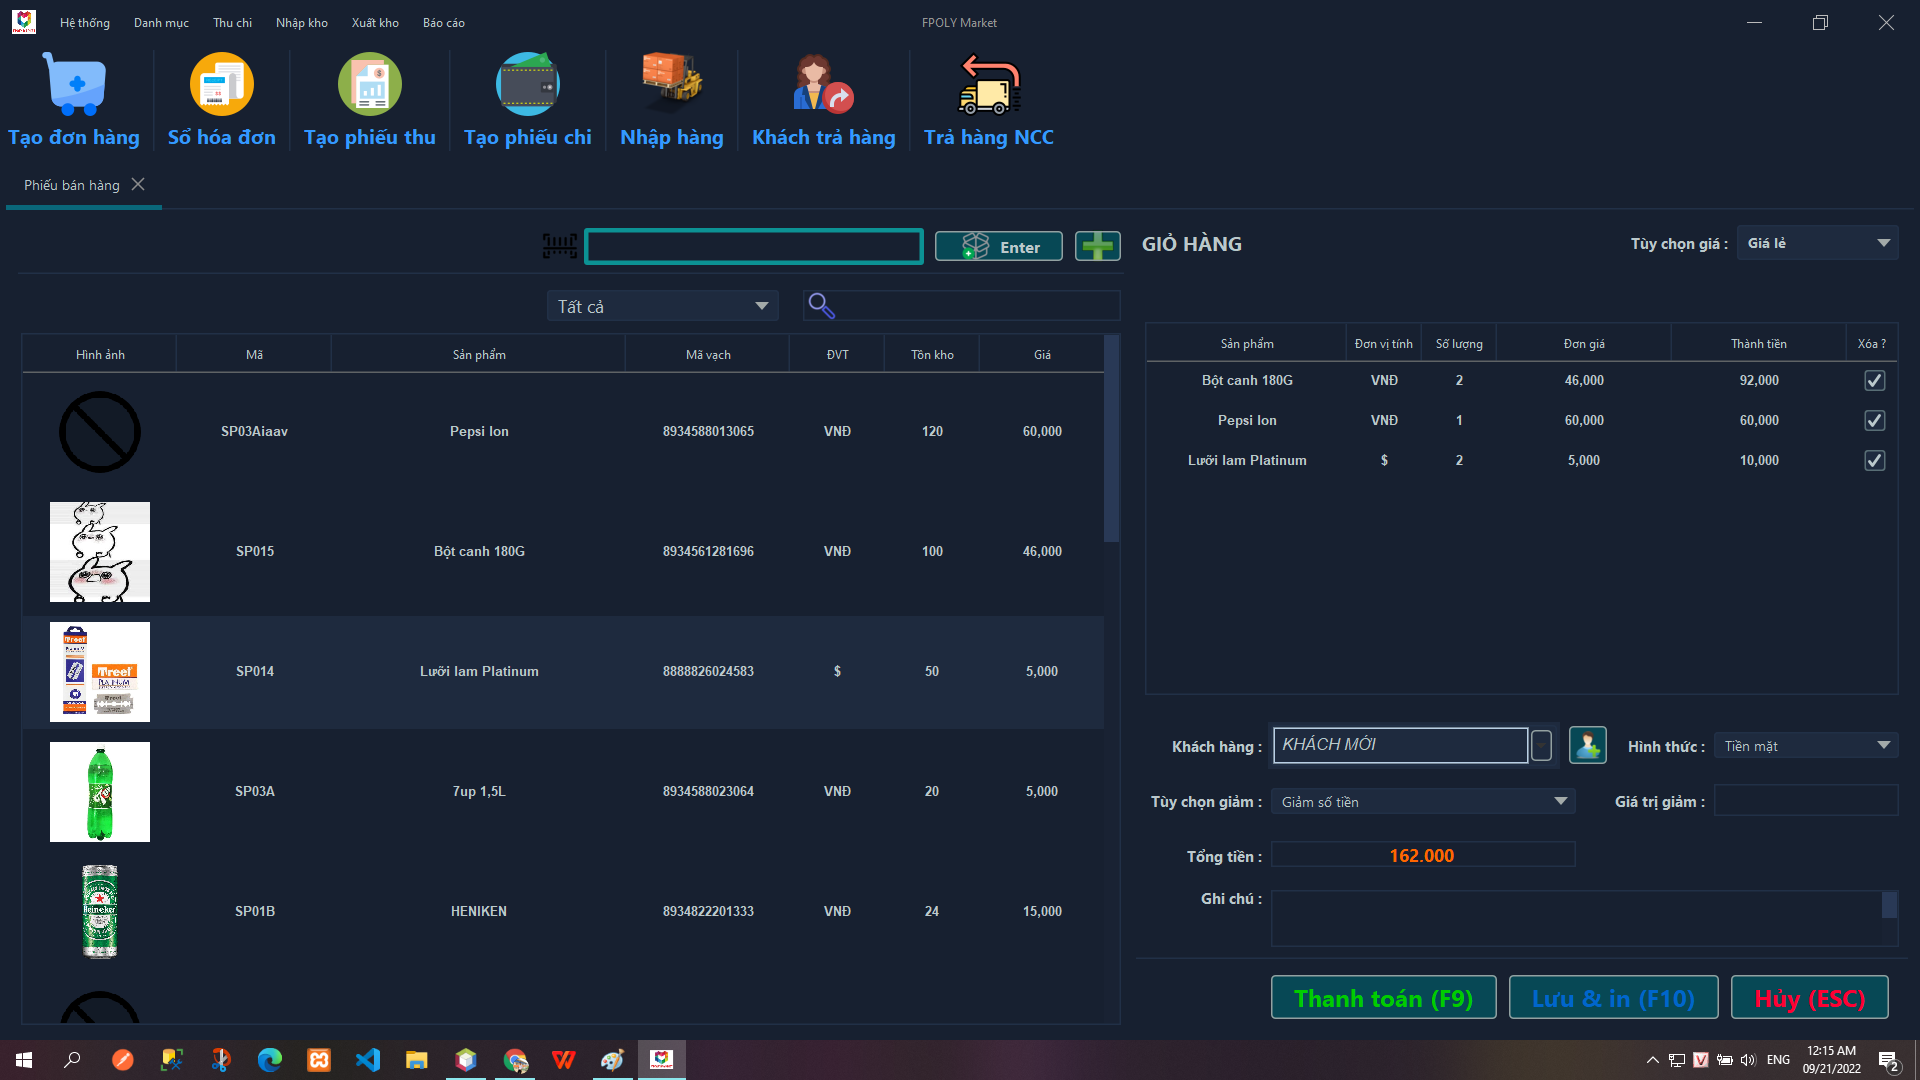 Hệ thống Danh mục Thu chi Nhập kho Xuất kho Báo cáo FPOLY Market
Tạo đơn hàng Sổ hóa đơn Tạo phiếu thu Tạo phiếu chi Nhập hàng Khách trả hàng Trả hàng NCC
Phiếu bán hàng
Enter
Tất cả
Hình ảnh Mã Sản phẩm Mã vạch ĐVT Tồn kho Giá
SP03Aiaav Pepsi lon 8934588013065 VNĐ 120 60,000
SP015 Bột canh 180G 8934561281696 VNĐ 100 46,000
SP014 Lưỡi lam Platinum 8888826024583 $ 50 5,000
SP03A 7up 1,5L 8934588023064 VNĐ 20 5,000
Heineken
SP01B HENIKEN 8934822201333 VNĐ 24 15,000
GIỎ HÀNG Tùy chọn giá : Giá lẻ
Sản phẩm Đơn vị tính Số lượng Đơn giá Thành tiền Xóa ?
Bột canh 180G VNĐ 2 46,000 92,000
Pepsi lon VNĐ 1 60,000 60,000
Lưỡi lam Platinum $ 2 5,000 10,000
Khách hàng : KHÁCH MỚI Hình thức : Tiền mặt
Tùy chọn giảm : Giảm số tiền Giá trị giảm :
Tổng tiền : 162.000
Ghi chú :
Thanh toán (F9) Lưu & in (F10) Hủy (ESC)
ENG 12:15 AM
09/21/2022
2